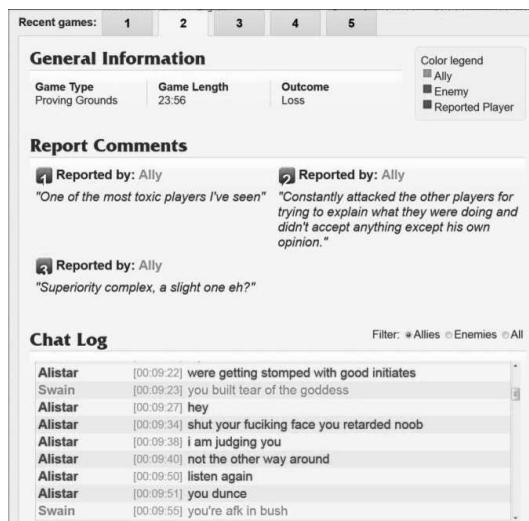 Recent games: 1 2 3 4 5
General Information
Game Type Game Length Outcome
Proving Grounds 23:56 Loss
Color legend
Ally
Enemy
Reported Player
Report Comments
1 Reported by: Ally
"One of the most toxic players I've seen"
2 Reported by: Ally
"Constantly attacked the other players for
trying to explain what they were doing and
didn't accept anything except his own
opinion."
3 Reported by: Ally
"Superiority complex, a slight one eh?"
Chat Log
Filter: Allies Enemies All
Alistar [00:09:22] were getting stomped with good initiates
Swain [00:09:23] you built tear of the goddess
Alistar [00:09:27] hey
Alistar [00:09:34] shut your fuciking face you retarded noob
Alistar [00:09:38] i am judging you
Alistar [00:09:40] not the other way around
Alistar [00:09:50] listen again
Alistar [00:09:51] you dunce
Swain [00:09:55] you're afk in bush